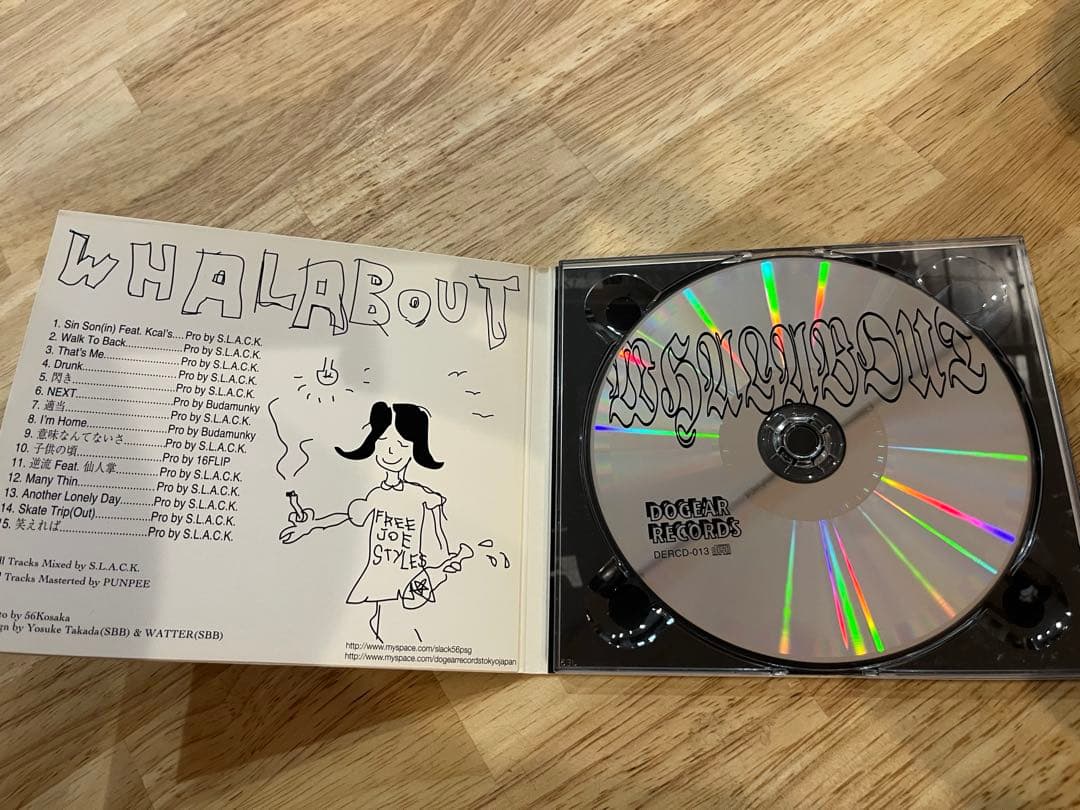 WHALABOUT
1. Sin Son(in) Feat. Kcal's....Pro by S.L.A.C.K.
2. Walk To Back................Pro by S.L.A.C.K.
3. That's Me......................Pro by S.L.A.C.K.
4. Drunk..........................Pro by S.L.A.C.K.
5. 閃き............................Pro by S.L.A.C.K.
6. NEXT..........................Pro by Budamunky
7. 適当............................Pro by S.L.A.C.K.
8. I'm Home.....................Pro by Budamunky
9. 意味なんてないさ............Pro by S.L.A.C.K.
10. 子供の頃.....................Pro by 16FLIP
11. 逆流 Feat. 仙人掌..........Pro by S.L.A.C.K.
12. Many Thin....................Pro by S.L.A.C.K.
13. Another Lonely Day........Pro by S.L.A.C.K.
14. Skate Trip(Out)..............Pro by S.L.A.C.K.
5. 笑えれば.......................Pro by S.L.A.C.K.
ll Tracks Mixed by S.L.A.C.K.
Tracks Masterted by PUNPEE
to by 56Kosaka
gn by Yosuke Takada(SBB) & WATTER(SBB)
FREE
JOE
STYLES
http://www.myspace.com/slack56psg
http://www.myspace.com/dogearrecordstokyojapan
WHALABOUT
DOGEAR
RECORDS
DERCD-013